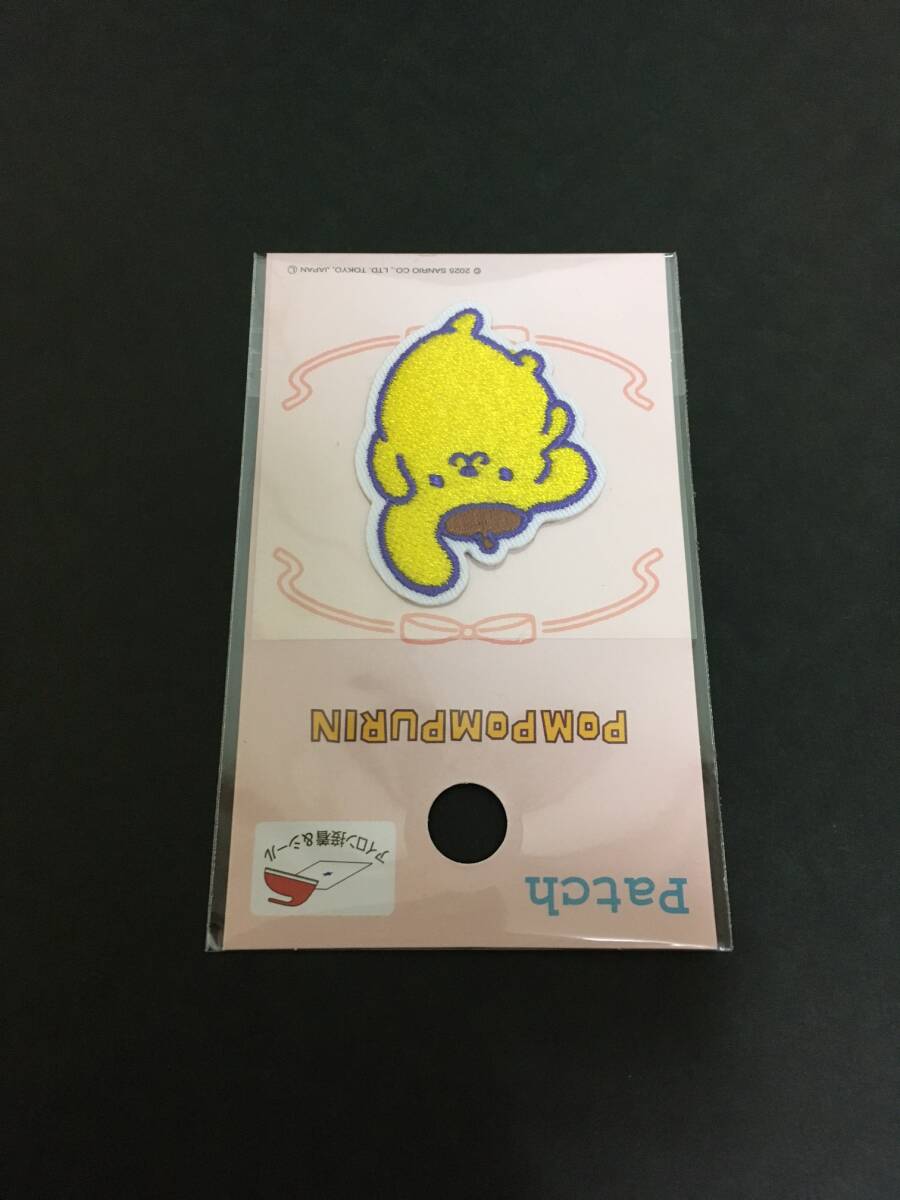 Patch
アイロン接着&シール
POMPOMPURIN
© 2025 SANRIO CO., LTD. TOKYO, JAPAN Ⓛ